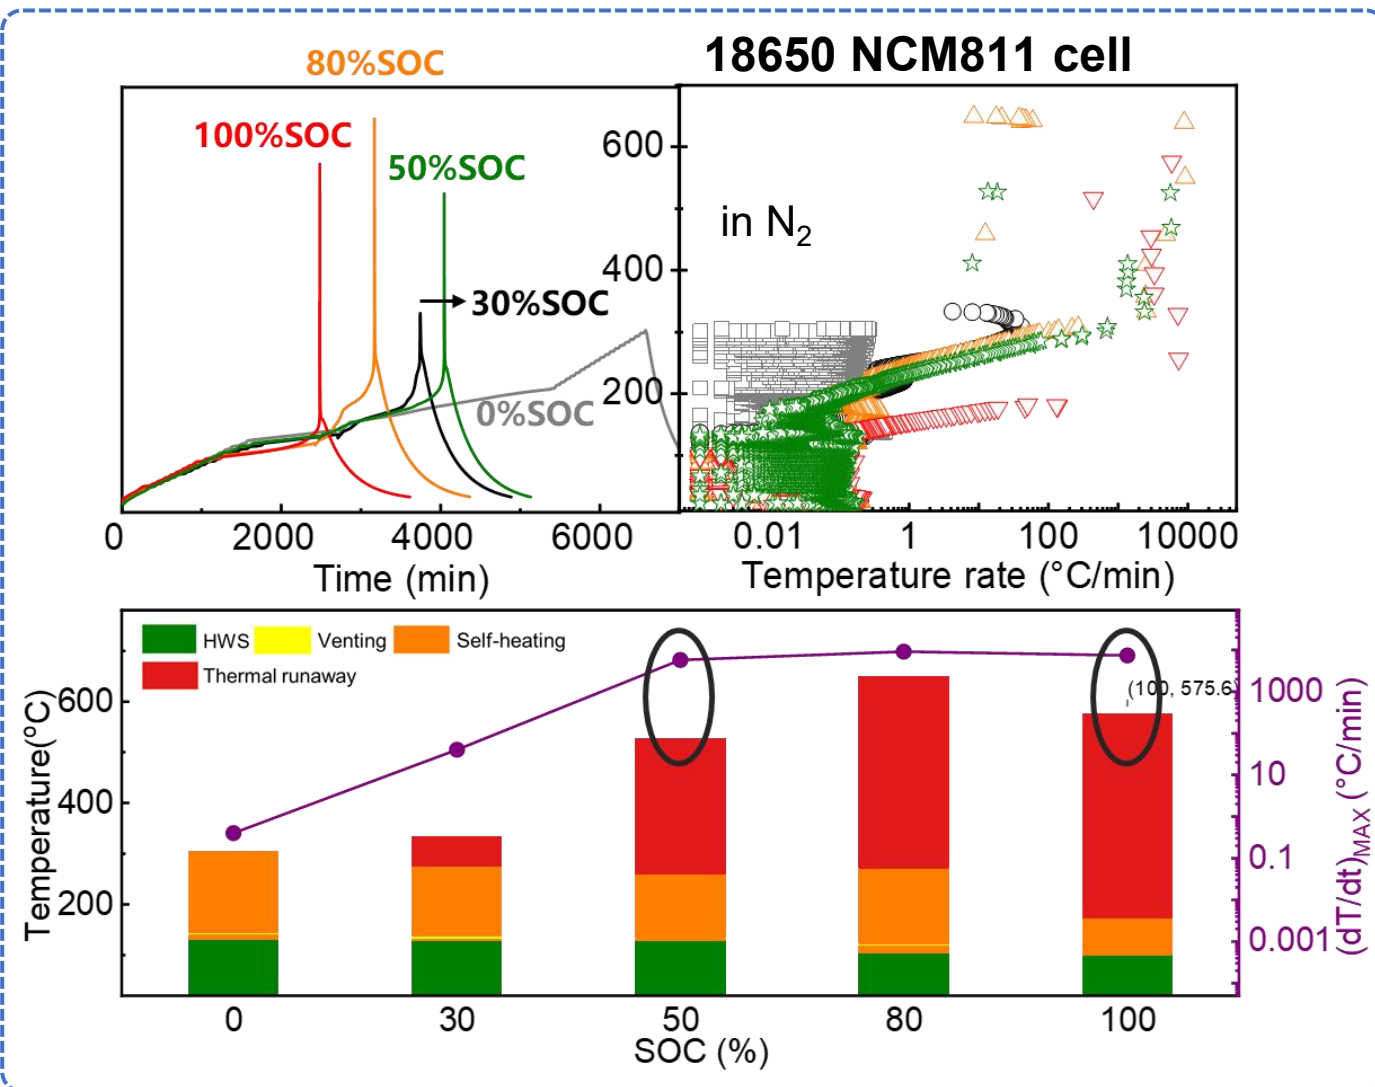 80%SOC
18650 NCM811 cell
100%SOC
50%SOC
30%SOC
0%SOC
600
400
200
in N2
0
2000
4000
6000
Time (min)
0.01
1
100
10000
Temperature rate (°C/min)
HWS
Venting
Self-heating
Thermal runaway
(100, 575.6)
600
400
200
Temperature(°C)
1000
10
0.1
0.001
(dT/dt)MAX (°C/min)
0
30
50
80
100
SOC (%)